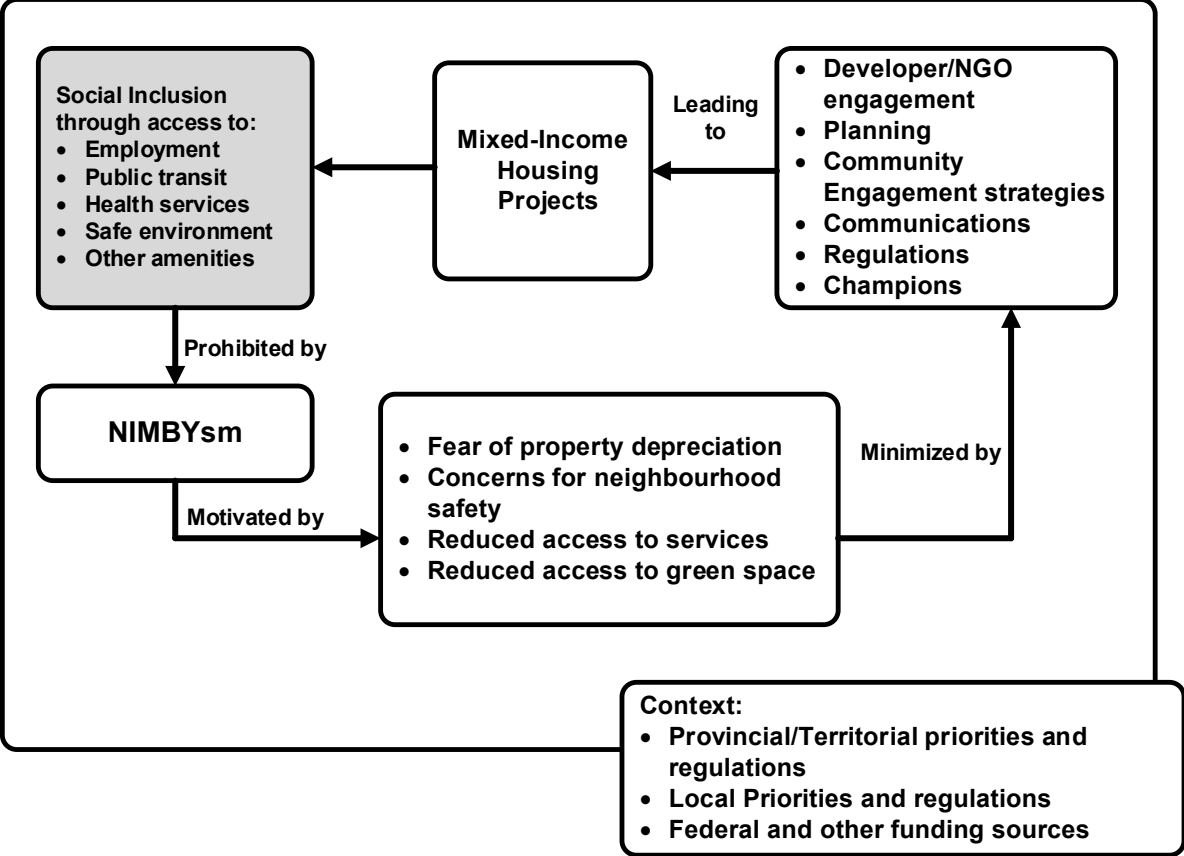 Social Inclusion
through access to:
• Employment
• Public transit
• Health services
• Safe environment
• Other amenities
Mixed-Income
Housing
Projects
Leading
to
• Developer/NGO
engagement
• Planning
• Community
Engagement strategies
• Communications
• Regulations
• Champions
Prohibited by
NIMBYsm
Motivated by
• Fear of property depreciation
• Concerns for neighbourhood
safety
• Reduced access to services
• Reduced access to green space
Minimized by
Context:
• Provincial/Territorial priorities and
regulations
• Local Priorities and regulations
• Federal and other funding sources